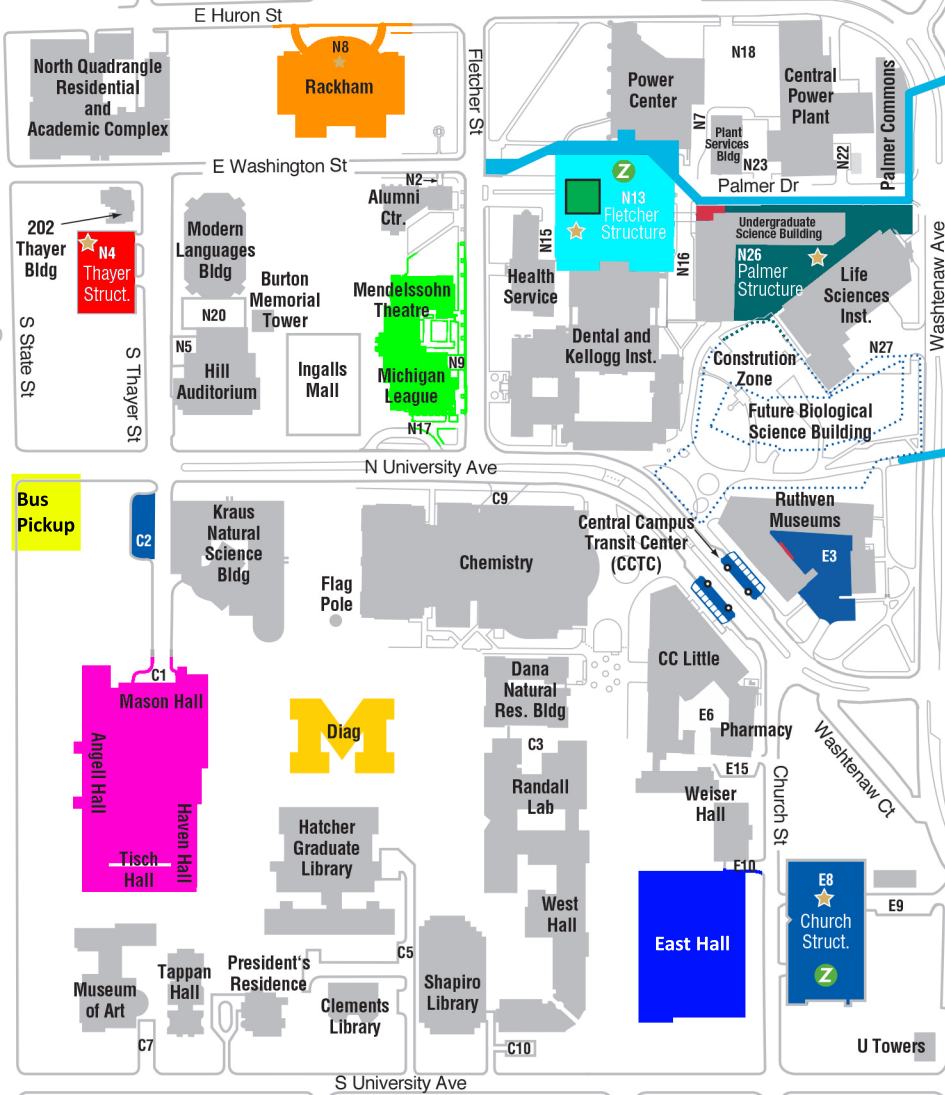 E Huron St
North Quadrangle
Residential
and
Academic Complex
N8
Rackham
Fletcher St
Power
Center
N18
N7
Plant
Services
Bldg
N23
Central
Power
Plant
N22
Palmer Commons
E Washington St
Palmer Dr
202
Thayer
Bldg
N4
Thayer
Struct.
S State St
S Thayer St
Modern
Languages
Bldg
N20
N5
Hill
Auditorium
Burton
Memorial
Tower
Ingalls
Mall
N2
Alumni
Ctr.
Mendelssohn
Theatre
Michigan
League
N9
N17
N15
Health
Service
Z
N13
Fletcher
Structure
N16
Dental and
Kellogg Inst.
Undergraduate
Science Building
N26
Palmer
Structure
Life
Sciences
Inst.
N27
Washtenaw Ave
Constrution
Zone
Future Biological
Science Building
N University Ave
Bus
Pickup
C2
Kraus
Natural
Science
Bldg
Flag
Pole
C9
Chemistry
Central Campus
Transit Center
(CCTC)
Ruthven
Museums
E3
C1
Mason Hall
Angell Hall
Haven Hall
Tisch
Hall
Diag
Dana
Natural
Res. Bldg
C3
Randall
Lab
CC Little
E6
Pharmacy
E15
Weiser
Hall
E10
Church St
Washtenaw Ct
Hatcher
Graduate
Library
West
Hall
East Hall
E8
Church
Struct.
Z
E9
Museum
of Art
C7
Tappan
Hall
President's
Residence
Clements
Library
C5
Shapiro
Library
C10
U Towers
S University Ave